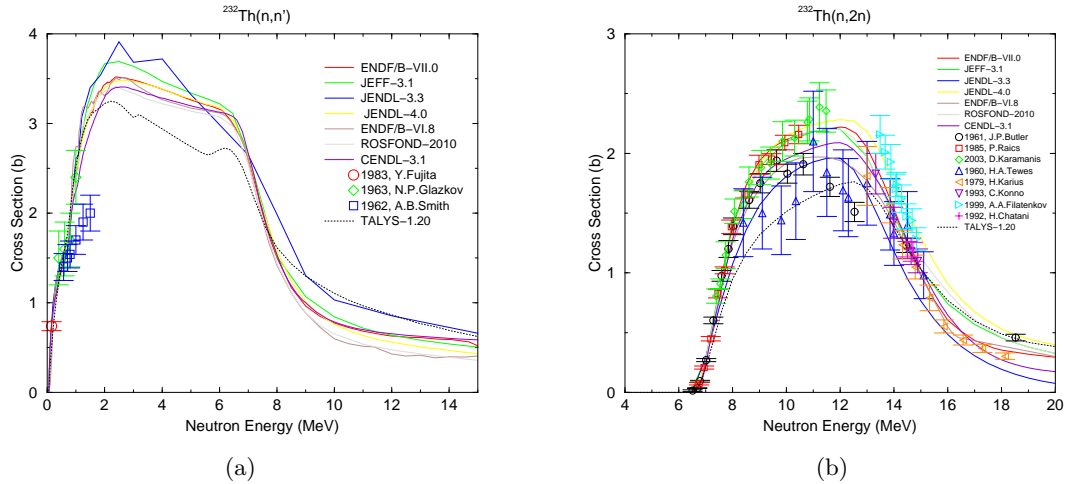 ²³²Th(n,n')
4
3
2
1
0
0 2 4 6 8 10 12 14
Cross Section (b)
Neutron Energy (MeV)
ENDF/B−VII.0
JEFF−3.1
JENDL−3.3
JENDL−4.0
ENDF/B−VI.8
ROSFOND−2010
CENDL−3.1
1983, Y.Fujita
1963, N.P.Glazkov
1962, A.B.Smith
TALYS−1.20
(a)
²³²Th(n,2n)
3
2
1
0
4 6 8 10 12 14 16 18 20
Cross Section (b)
Neutron Energy (MeV)
ENDF/B−VII.0
JEFF−3.1
JENDL−3.3
JENDL−4.0
ENDF/B−VI.8
ROSFOND−2010
CENDL−3.1
1961, J.P.Butler
1985, P.Raics
2003, D.Karamanis
1960, H.A.Tewes
1979, H.Karius
1993, C.Konno
1999, A.A.Filatenkov
1992, H.Chatani
TALYS−1.20
(b)